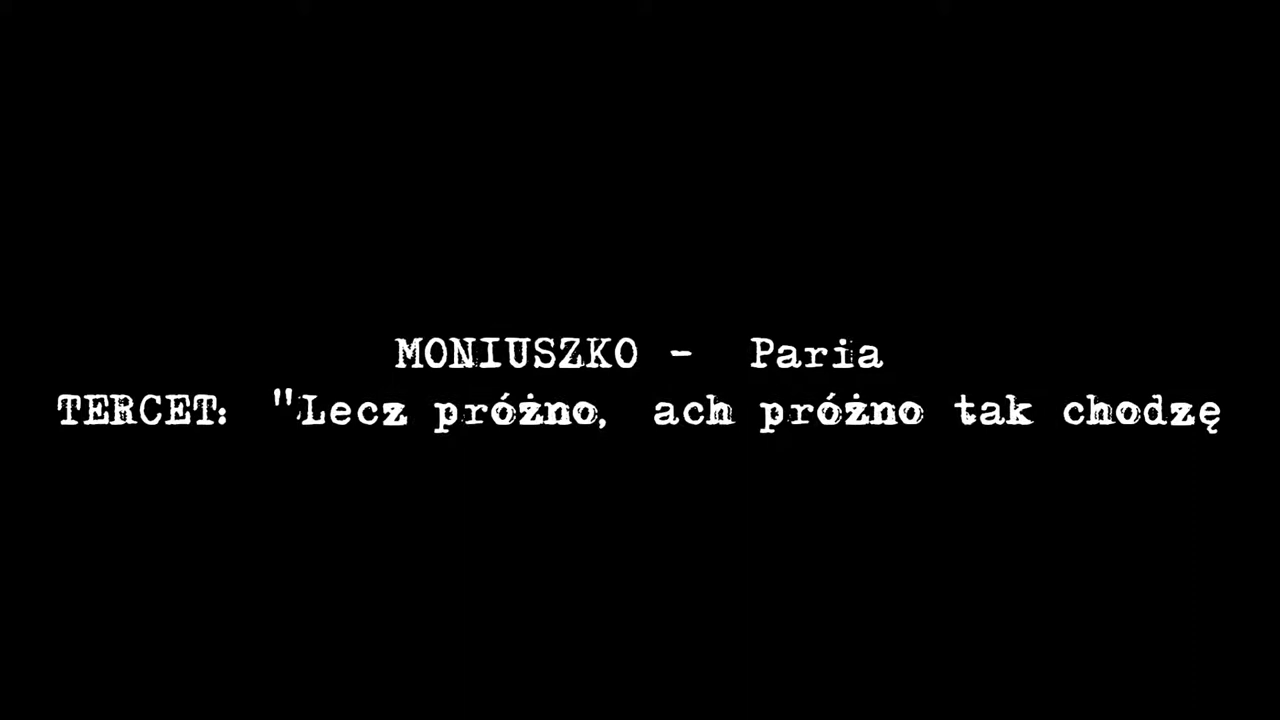 MONIUSZKO - Paria
TERCET: "Lecz próżno, ach próżno tak chodzę